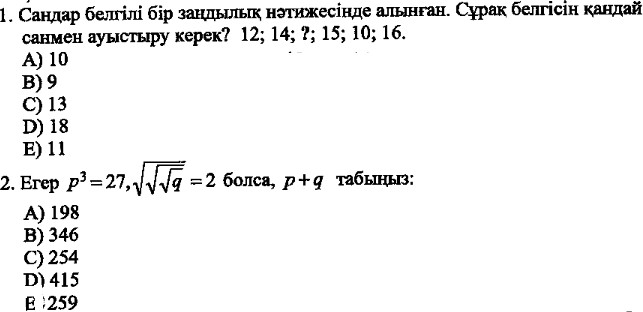 1. Сандар белгілі бір заңдылық нәтижесінде алынған. Сұрақ белгісін қандай
санмен ауыстыру керек? 12; 14; ?; 15; 10; 16.
A) 10
B) 9
C) 13
D) 18
E) 11
2. Егер p³=27, √√√√q = 2 болса, p+q табыңыз:
A) 198
B) 346
C) 254
D) 415
E) 259